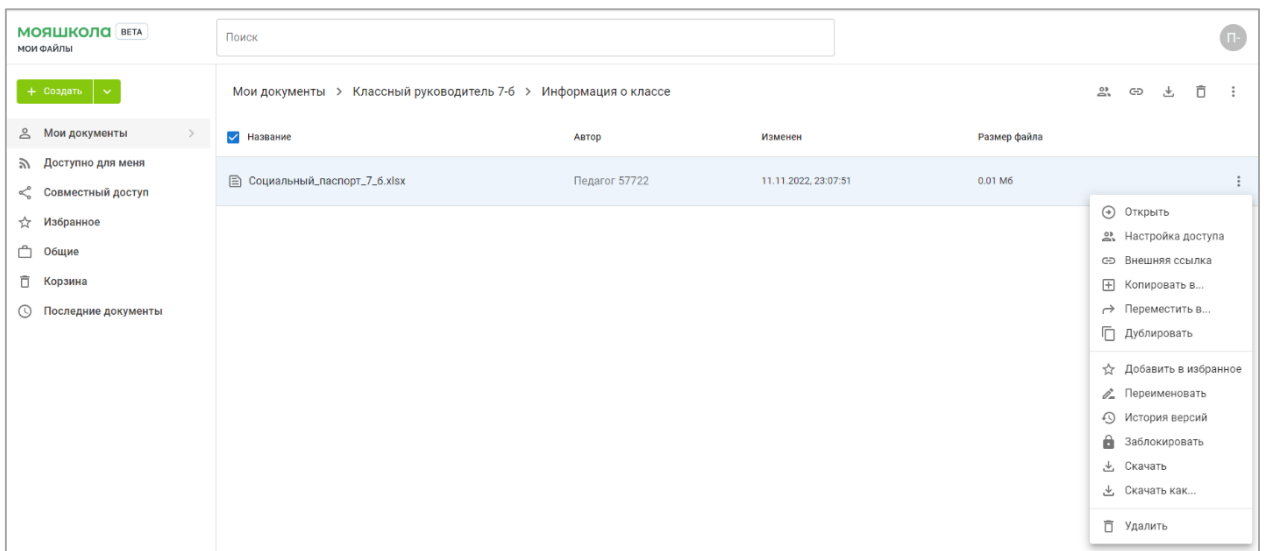 МОЯШКОЛА BETA
МОИ ФАЙЛЫ
Поиск
П-
+ Создать
Мои документы > Классный руководитель 7-б > Информация о классе
Мои документы >
Доступно для меня
Совместный доступ
Избранное
Общие
Корзина
Последние документы
Название Автор Изменен Размер файла
Социальный_паспорт_7_б.xlsx Педагог 57722 11.11.2022, 23:07:51 0.01 Мб
Открыть
Настройка доступа
Внешняя ссылка
Копировать в...
Переместить в...
Дублировать
Добавить в избранное
Переименовать
История версий
Заблокировать
Скачать
Скачать как...
Удалить